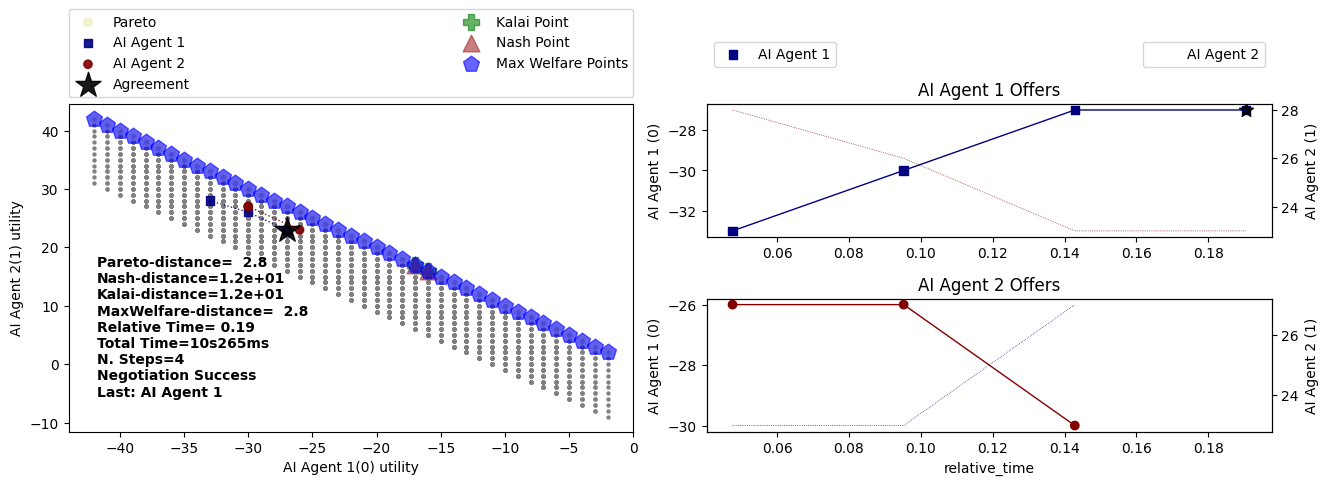 Pareto
AI Agent 1
AI Agent 2
Agreement
Kalai Point
Nash Point
Max Welfare Points
AI Agent 2(1) utility
40
30
20
10
0
−10
Pareto-distance=  2.8
Nash-distance=1.2e+01
Kalai-distance=1.2e+01
MaxWelfare-distance=  2.8
Relative Time= 0.19
Total Time=10s265ms
N. Steps=4
Negotiation Success
Last: AI Agent 1
−40 −35 −30 −25 −20 −15 −10 −5 0
AI Agent 1(0) utility
AI Agent 1
AI Agent 2
AI Agent 1 Offers
AI Agent 1 (0)
−28
−30
−32
28
26
24
AI Agent 2 (1)
0.06 0.08 0.10 0.12 0.14 0.16 0.18
AI Agent 2 Offers
AI Agent 1 (0)
−26
−28
−30
26
24
AI Agent 2 (1)
0.06 0.08 0.10 0.12 0.14 0.16 0.18
relative_time